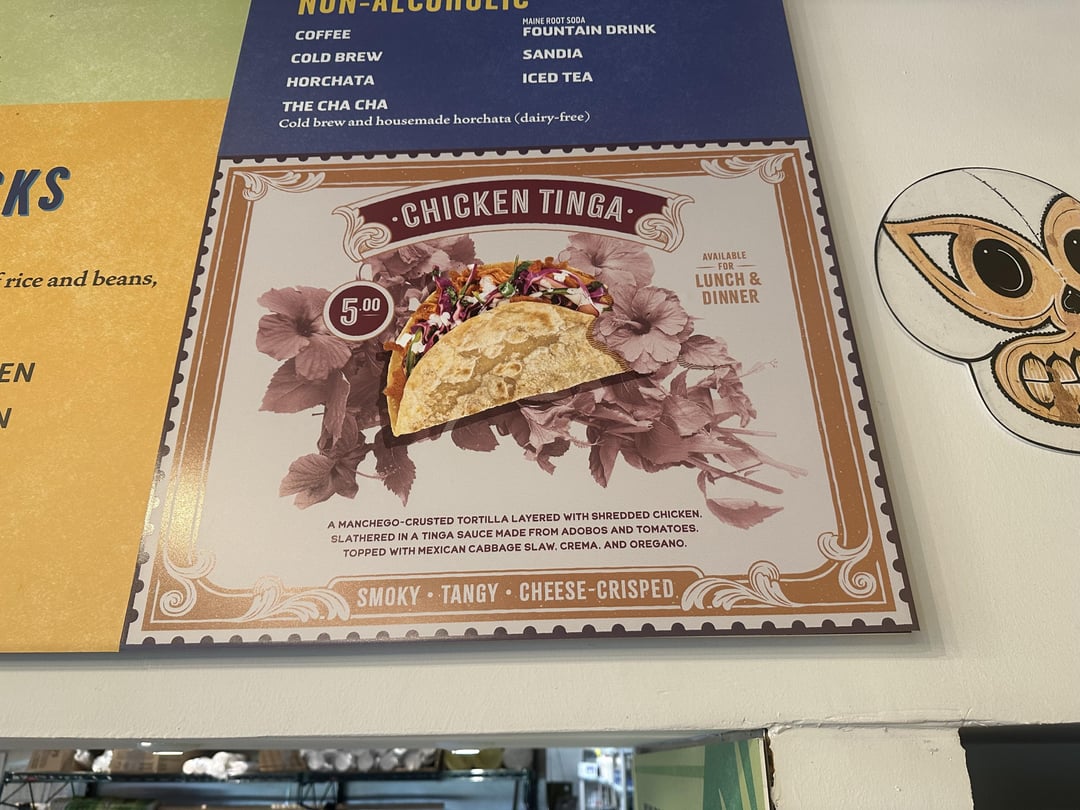 NON-ALCOHOLIC
COFFEE
COLD BREW
HORCHATA
THE CHA CHA
Cold brew and housemade horchata (dairy-free)
MAINE ROOT SODA
FOUNTAIN DRINK
SANDIA
ICED TEA
rice and beans,
·CHICKEN TINGA·
5.00
AVAILABLE
FOR
LUNCH &
DINNER
A MANCHEGO-CRUSTED TORTILLA LAYERED WITH SHREDDED CHICKEN.
SLATHERED IN A TINGA SAUCE MADE FROM ADOBOS AND TOMATOES.
TOPPED WITH MEXICAN CABBAGE SLAW, CREMA, AND OREGANO.
SMOKY · TANGY · CHEESE-CRISPED